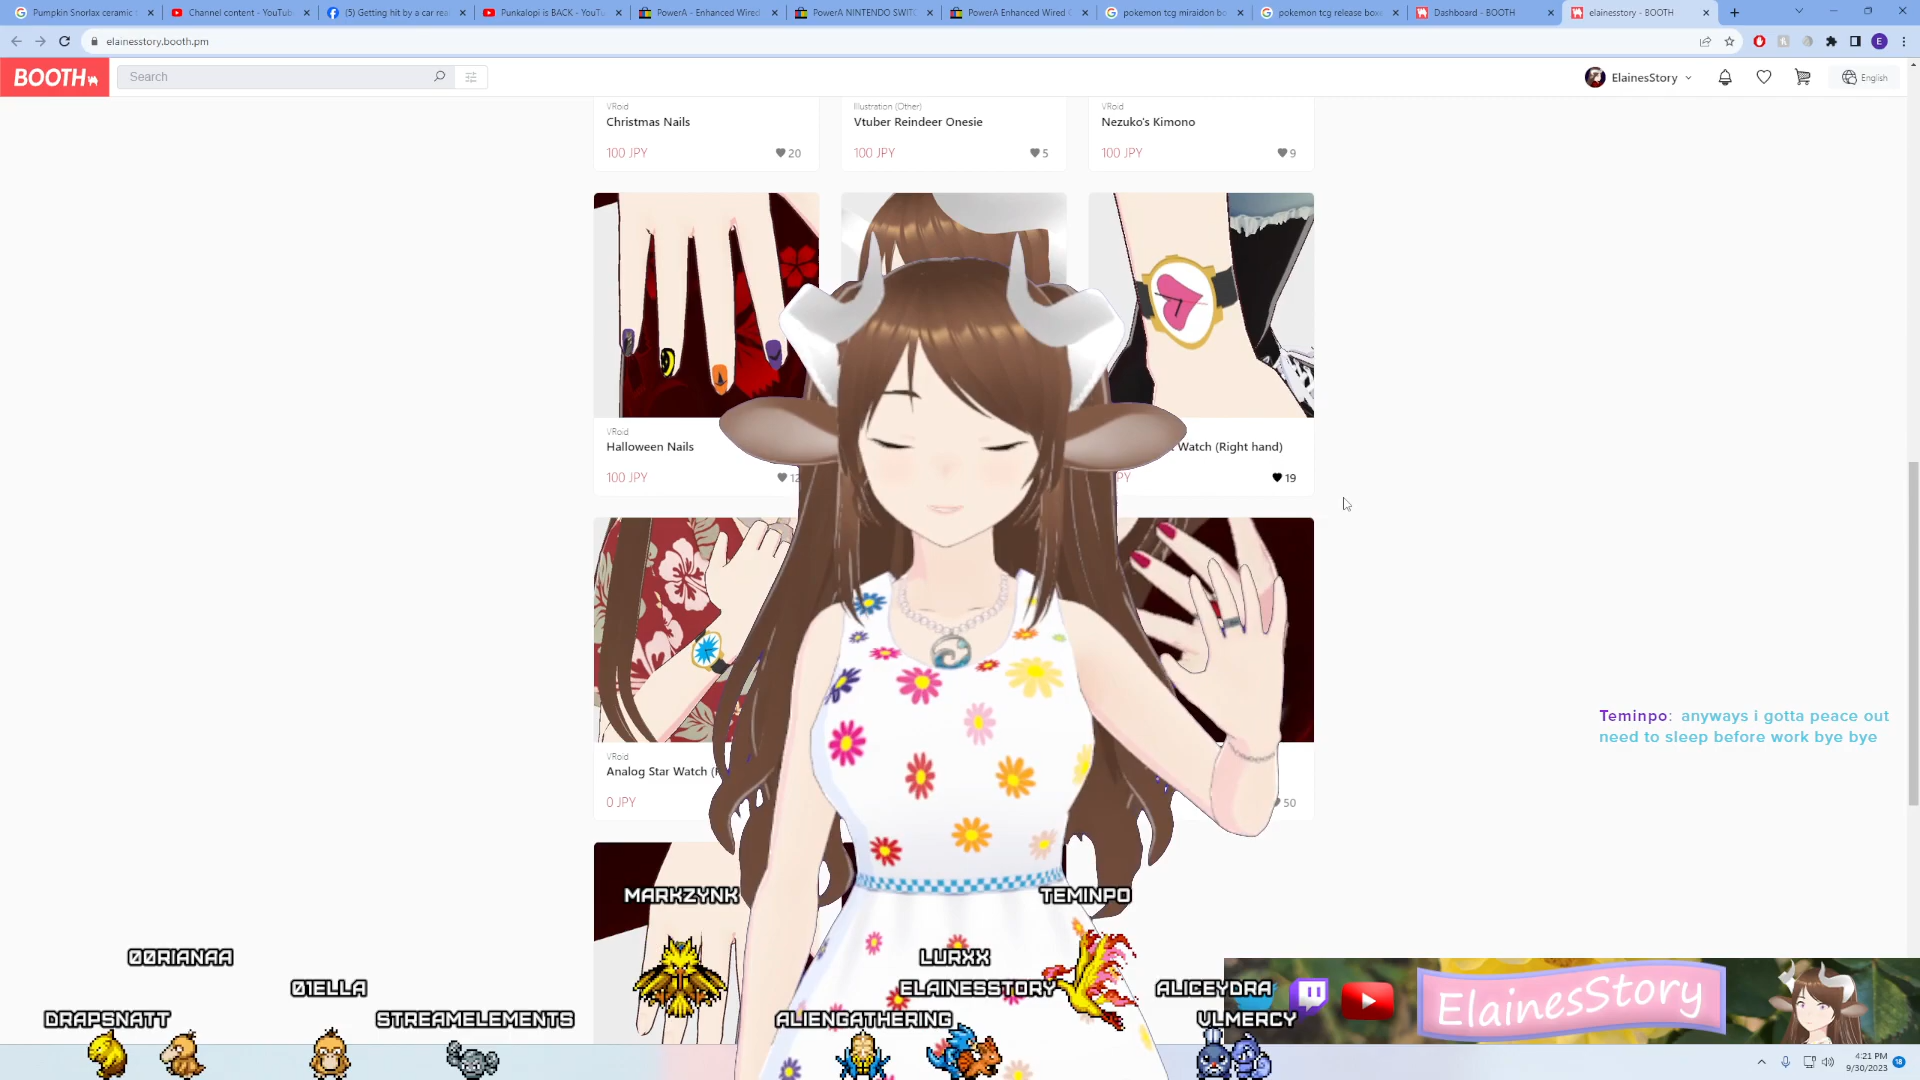 Pumpkin Snorlax ceramic
Channel content - YouTub
(5) Getting hit by a car rea
Punkalopi is BACK - YouTu
PowerA - Enhanced Wired
PowerA NINTENDO SWITC
PowerA Enhanced Wired C
pokemon tcg miraidon bo
pokemon tcg release box
Dashboard - BOOTH
elainesstory - BOOTH
elainesstory.booth.pm
E
BOOTH
Search
ElainesStory
English
VRoid
Christmas Nails
100 JPY
20
Illustration (Other)
Vtuber Reindeer Onesie
100 JPY
5
VRoid
Nezuko's Kimono
100 JPY
9
VRoid
Halloween Nails
100 JPY
12
Watch (Right hand)
PY
19
VRoid
Analog Star Watch (
0 JPY
50
Teminpo: anyways i gotta peace out
need to sleep before work bye bye
MARKZYNK
TEMINPO
00RIANAA
LURXX
01ELLA
ELAINESSTORY
ALICEYDRA
DRAPSNATT
STREAMELEMENTS
ALIENGATHERING
VLMERCY
ElainesStory
4:21 PM
9/30/2023
18